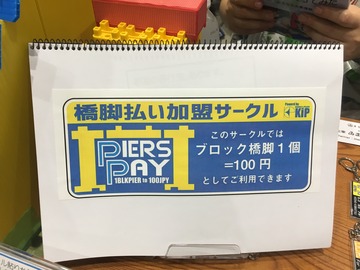 橋脚払い加盟サークル
Powered by
KIP
PIERS
PAY
1BLKPIER to 100JPY
このサークルでは
ブロック橋脚1個
=100円
としてご利用できます